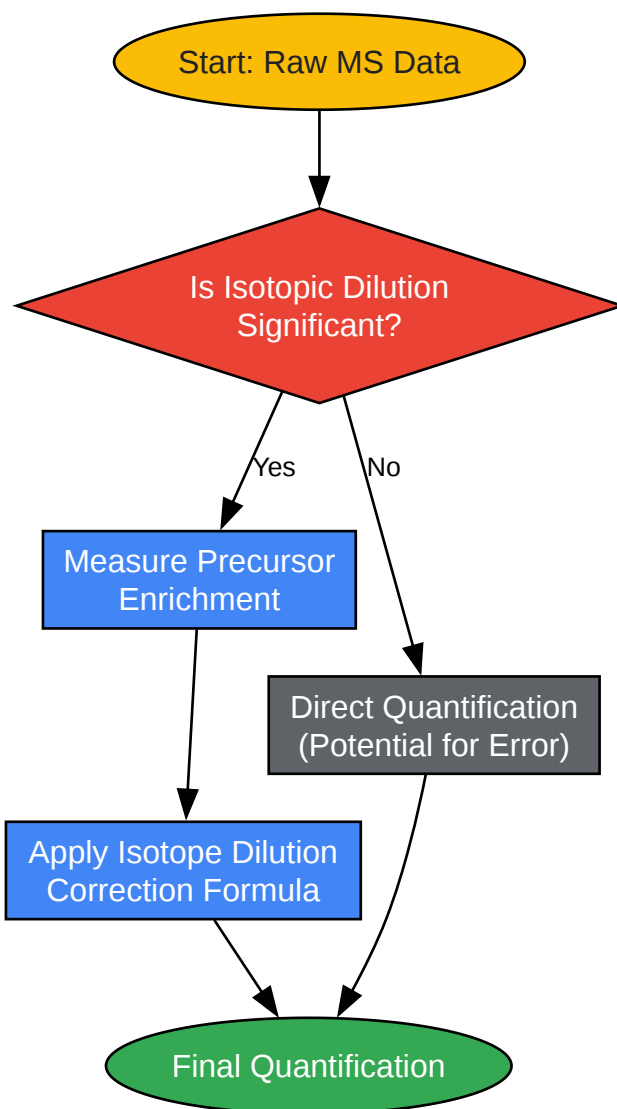 Start: Raw MS Data
Is Isotopic Dilution
Significant?
Yes
No
Measure Precursor
Enrichment
Direct Quantification
(Potential for Error)
Apply Isotope Dilution
Correction Formula
Final Quantification